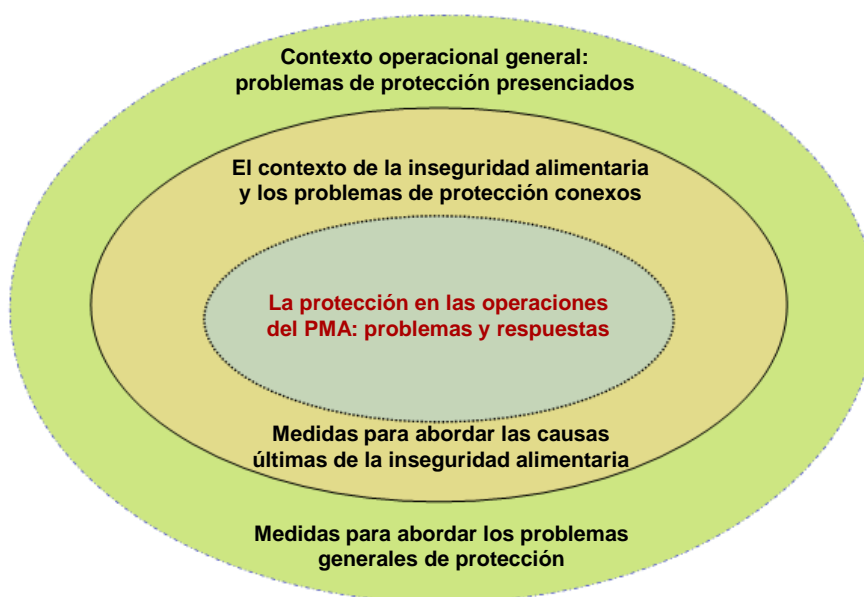 Contexto operacional general:
problemas de protección presenciados
El contexto de la inseguridad alimentaria
y los problemas de protección conexos
La protección en las operaciones
del PMA: problemas y respuestas
Medidas para abordar las causas
últimas de la inseguridad alimentaria
Medidas para abordar los problemas
generales de protección